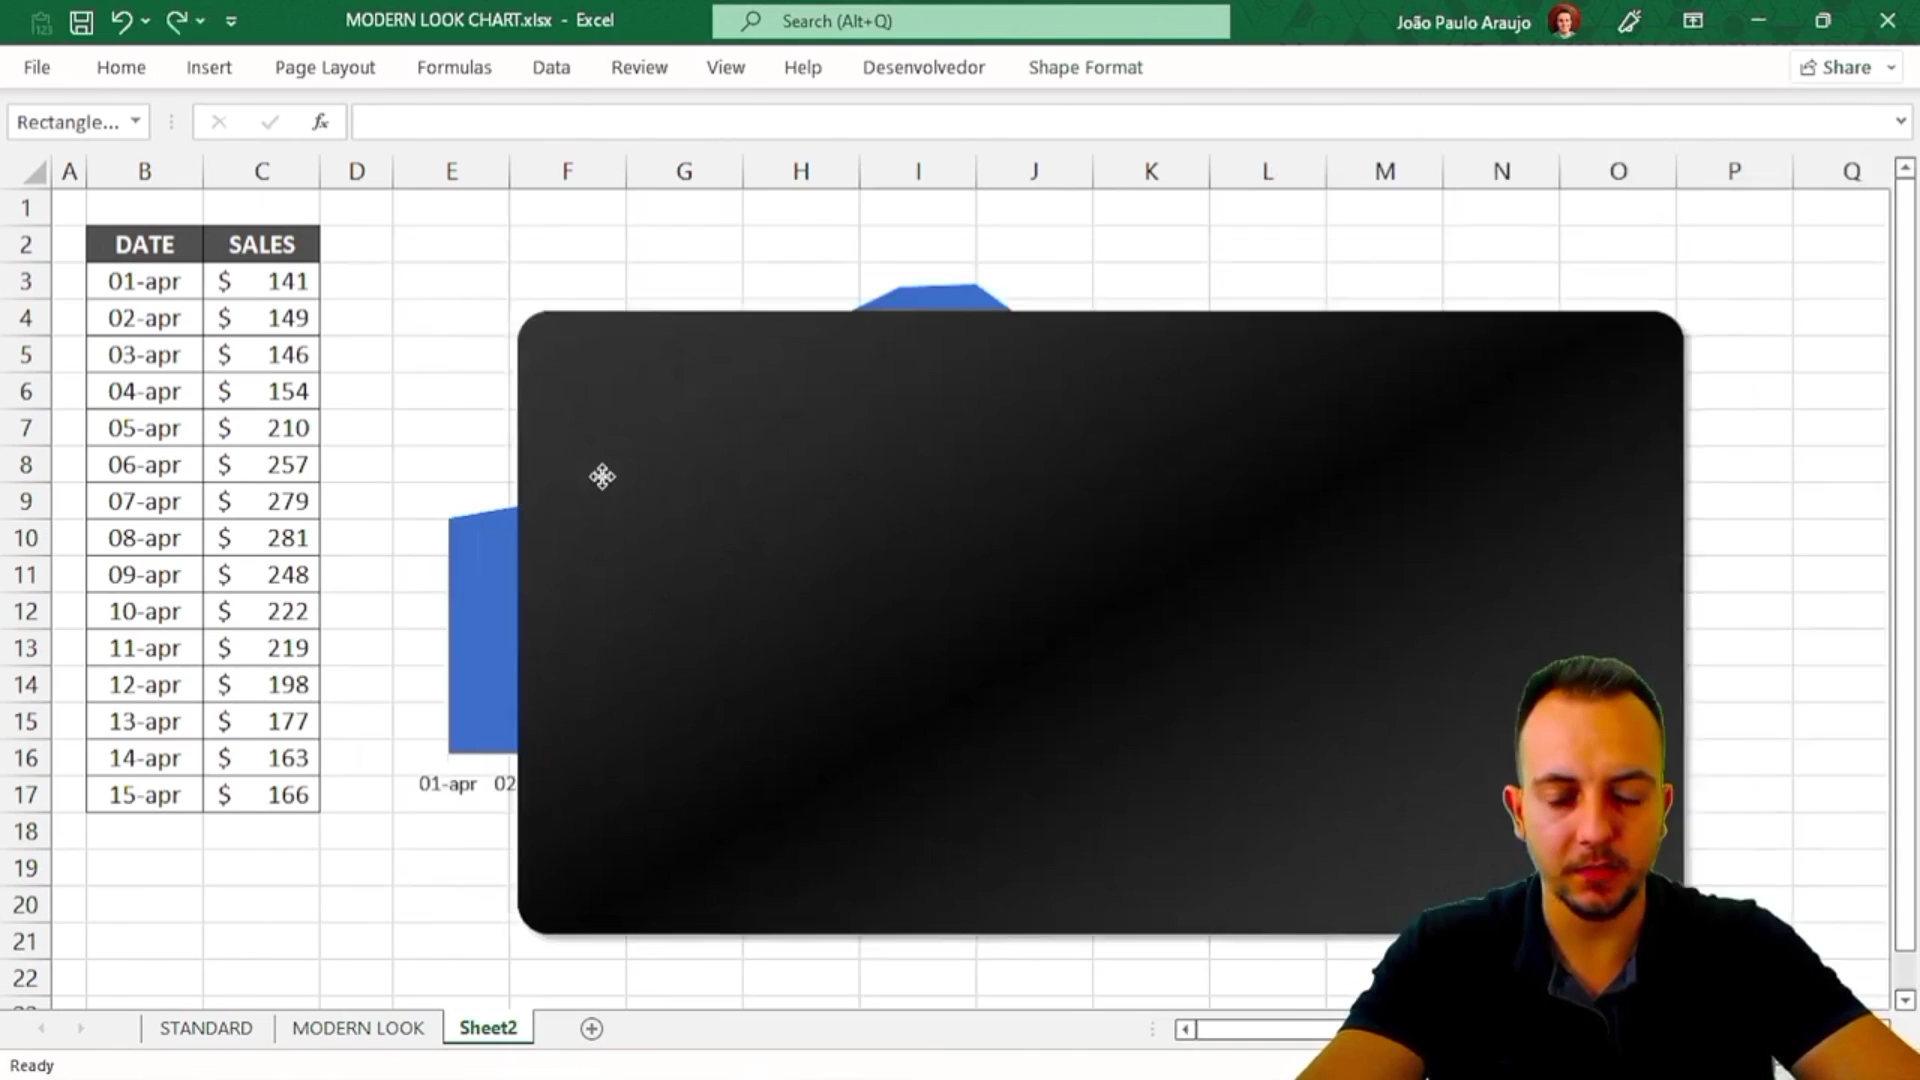 MODERN LOOK CHART.xlsx - Excel
Search (Alt+Q)
João Paulo Araujo
File Home Insert Page Layout Formulas Data Review View Help Desenvolvedor Shape Format Share
Rectangle... fx
A B C D E F G H I J K L M N O P Q
1
2 DATE SALES
3 01-apr $ 141
4 02-apr $ 149
5 03-apr $ 146
6 04-apr $ 154
7 05-apr $ 210
8 06-apr $ 257
9 07-apr $ 279
10 08-apr $ 281
11 09-apr $ 248
12 10-apr $ 222
13 11-apr $ 219
14 12-apr $ 198
15 13-apr $ 177
16 14-apr $ 163
17 15-apr $ 166
01-apr 02
18
19
20
21
22
STANDARD MODERN LOOK Sheet2
Ready